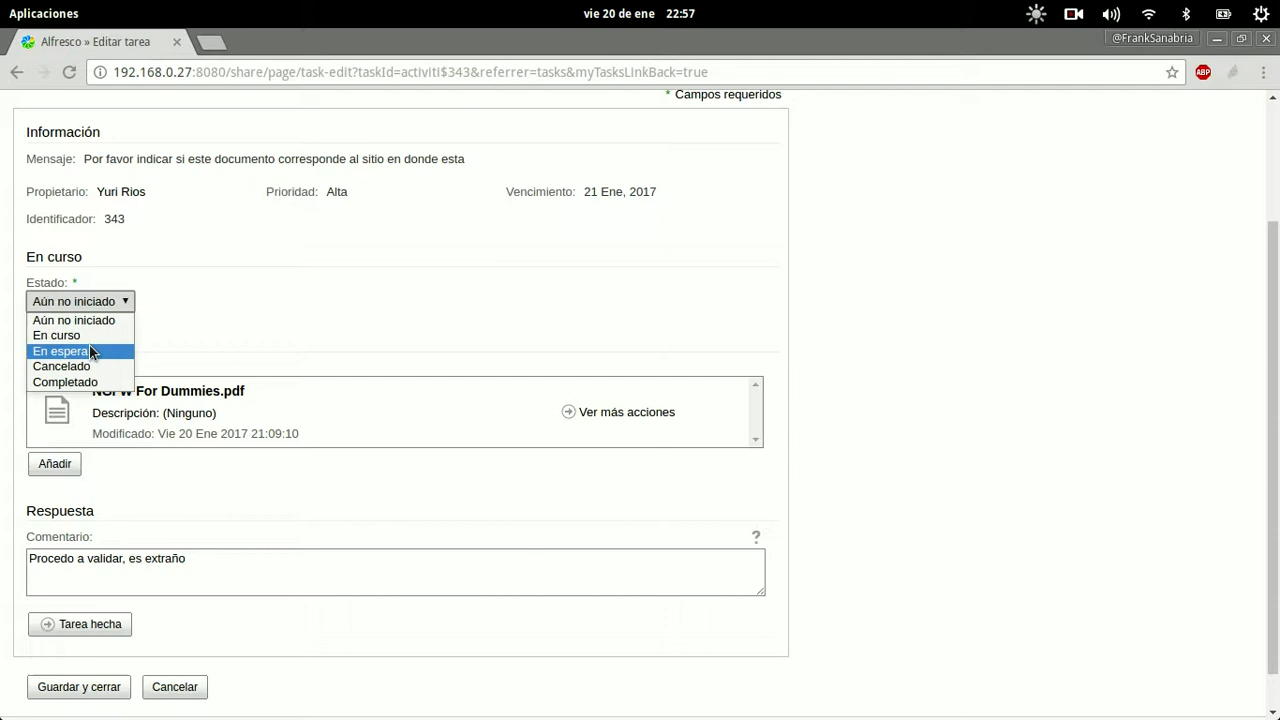 Aplicaciones
vie 20 de ene 22:57
Alfresco » Editar tarea
@FrankSanabria
192.168.0.27:8080/share/page/task-edit?taskId=activiti$343&referrer=tasks&myTasksLinkBack=true
ABP
* Campos requeridos
Información
Mensaje: Por favor indicar si este documento corresponde al sitio en donde esta
Propietario: Yuri Rios Prioridad: Alta Vencimiento: 21 Ene, 2017
Identificador: 343
En curso
Estado: *
Aún no iniciado
Aún no iniciado
En curso
En espera
Cancelado
Completado
For Dummies.pdf
Descripción: (Ninguno)
Ver más acciones
Modificado: Vie 20 Ene 2017 21:09:10
Añadir
Respuesta
Comentario: ?
Procedo a validar, es extraño
Tarea hecha
Guardar y cerrar Cancelar